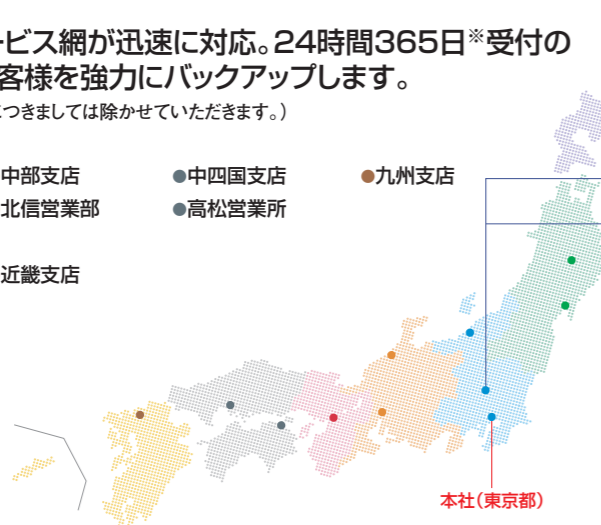 ービス網が迅速に対応。24時間365日※受付の
客様を強力にバックアップします。
つきましては除かせていただきます。）
中部支店 ●中四国支店 ●九州支店
北信営業部 ●高松営業所
近畿支店
本社（東京都）